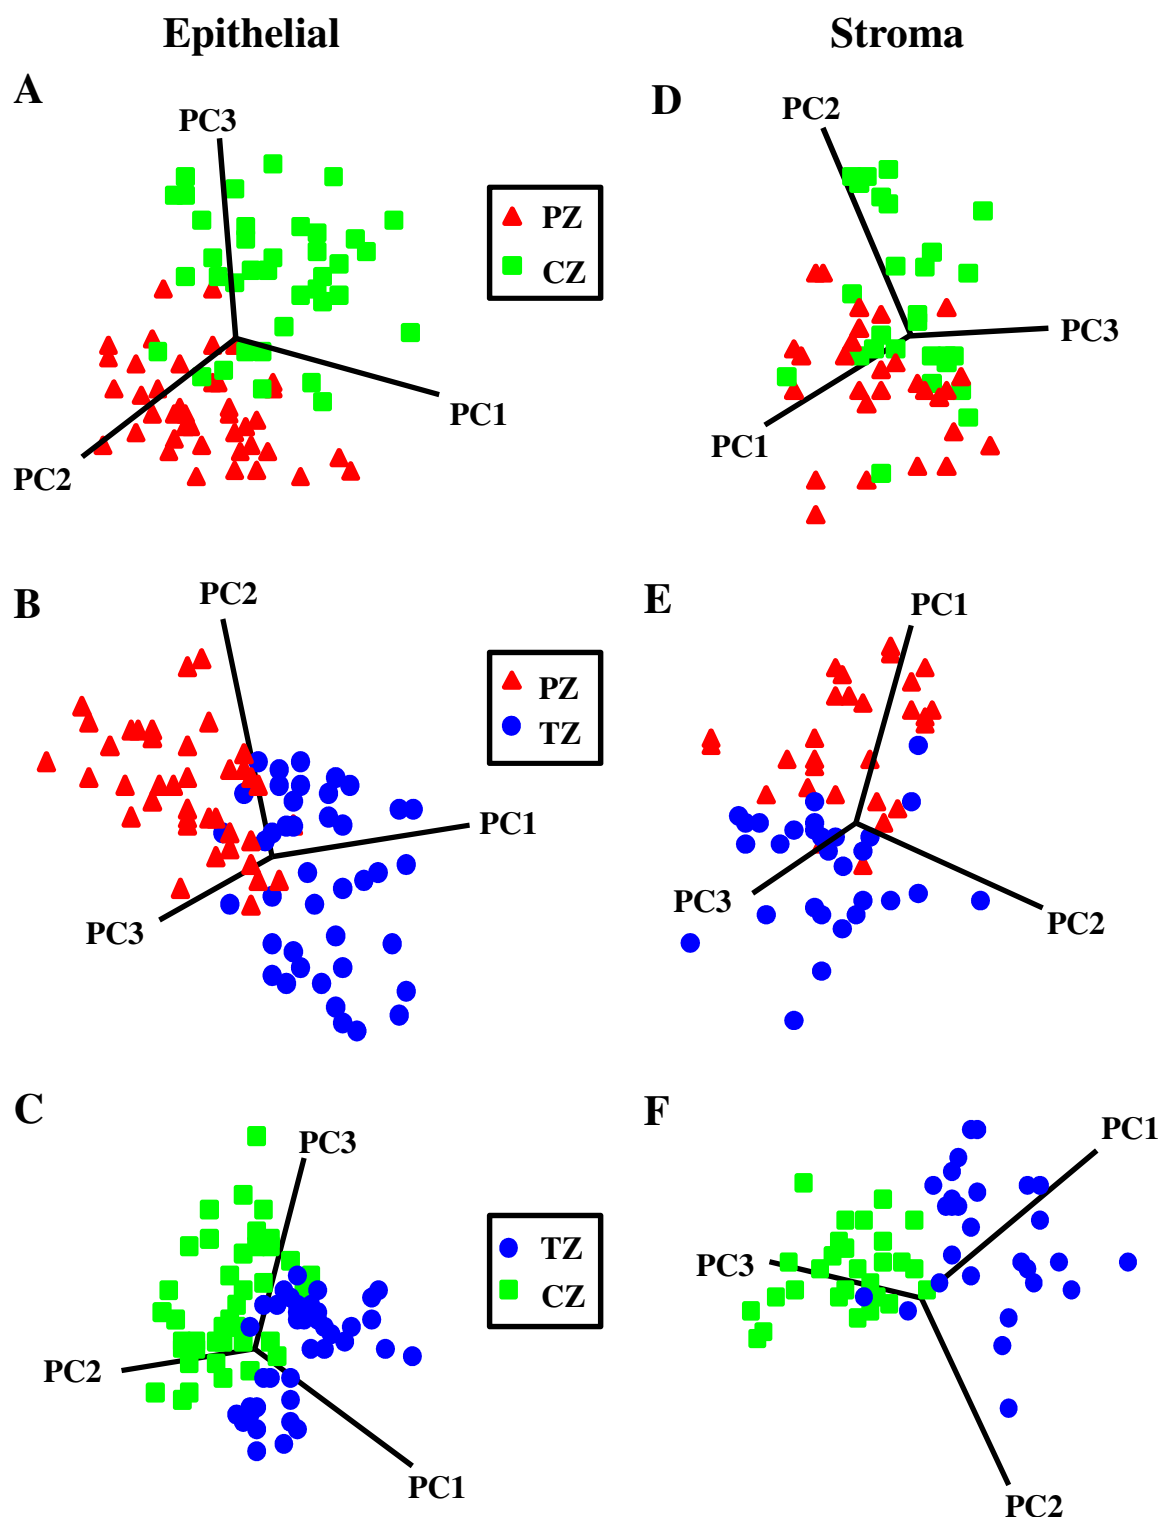 Epithelial
Stroma
A
PC3
PC1
PC2
PZ
CZ
D
PC2
PC3
PC1
B
PC2
PC1
PC3
PZ
TZ
E
PC1
PC3
PC2
C
PC3
PC2
PC1
TZ
CZ
F
PC1
PC3
PC2